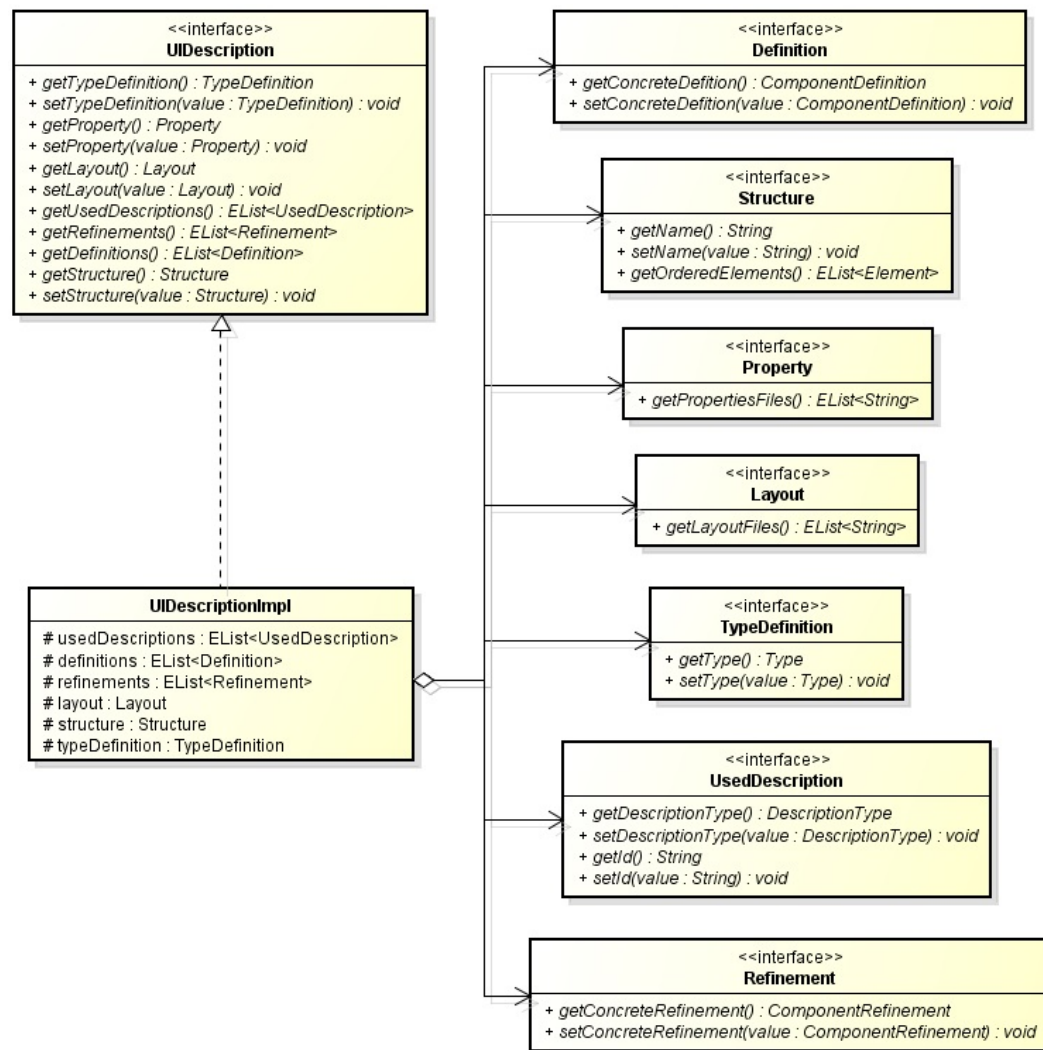 <<interface>>
UIDescription
+ getTypeDefinition() : TypeDefinition
+ setTypeDefinition(value : TypeDefinition) : void
+ getProperty() : Property
+ setProperty(value : Property) : void
+ getLayout() : Layout
+ setLayout(value : Layout) : void
+ getUsedDescriptions() : EList<UsedDescription>
+ getRefinements() : EList<Refinement>
+ getDefinitions() : EList<Definition>
+ getStructure() : Structure
+ setStructure(value : Structure) : void
<<interface>>
Definition
+ getConcreteDefition() : ComponentDefinition
+ setConcreteDefition(value : ComponentDefinition) : void
<<interface>>
Structure
+ getName() : String
+ setName(value : String) : void
+ getOrderedElements() : EList<Element>
<<interface>>
Property
+ getPropertiesFiles() : EList<String>
<<interface>>
Layout
+ getLayoutFiles() : EList<String>
UIDescriptionImpl
# usedDescriptions : EList<UsedDescription>
# definitions : EList<Definition>
# refinements : EList<Refinement>
# layout : Layout
# structure : Structure
# typeDefinition : TypeDefinition
<<interface>>
TypeDefinition
+ getType() : Type
+ setType(value : Type) : void
<<interface>>
UsedDescription
+ getDescriptionType() : DescriptionType
+ setDescriptionType(value : DescriptionType) : void
+ getId() : String
+ setId(value : String) : void
<<interface>>
Refinement
+ getConcreteRefinement() : ComponentRefinement
+ setConcreteRefinement(value : ComponentRefinement) : void